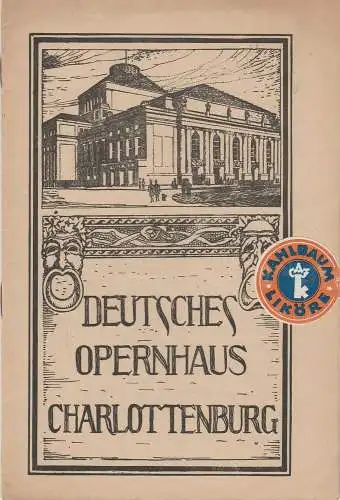 DEUTSCHES
OPERNHAUS
CHARLOTTENBURG
KAHLBAUM
LIKÖRE